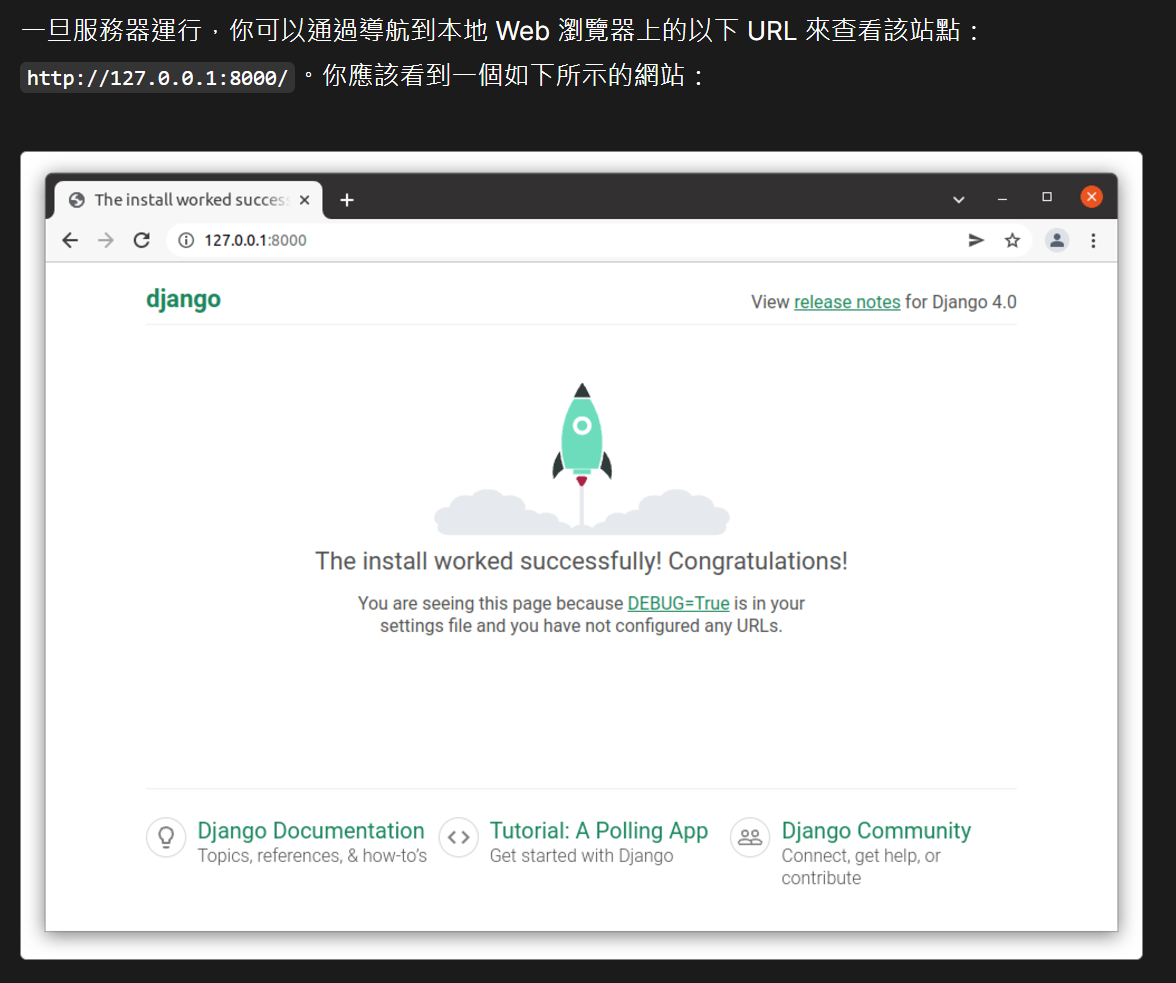 一旦服務器運行，你可以通過導航到本地 Web 瀏覽器上的以下 URL 來查看該站點：
http://127.0.0.1:8000/ 。你應該看到一個如下所示的網站：
The install worked success
127.0.0.1:8000
django
View release notes for Django 4.0
The install worked successfully! Congratulations!
You are seeing this page because DEBUG=True is in your
settings file and you have not configured any URLs.
Django Documentation
Topics, references, & how-to’s
Tutorial: A Polling App
Get started with Django
Django Community
Connect, get help, or
contribute